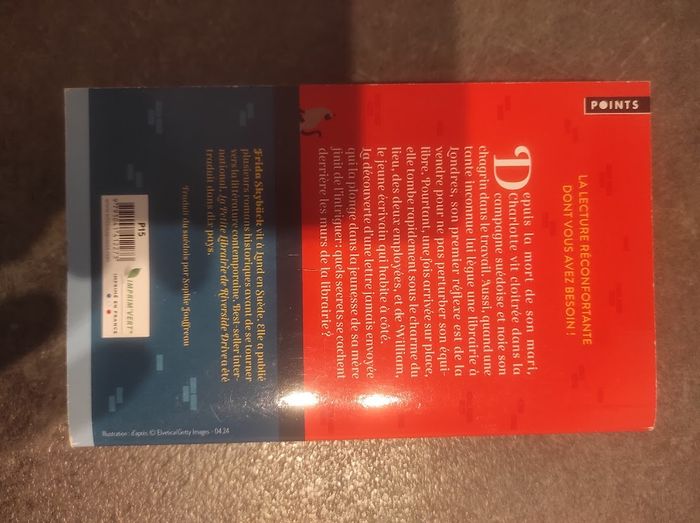 POINTS
LA LECTURE RÉCONFORTANTE
DONT VOUS AVEZ BESOIN !
Depuis la mort de son mari,
Charlotte vit cloîtrée dans la
campagne suédoise et noie son
chagrin dans le travail. Aussi, quand une
tante inconnue lui lègue une librairie à
Londres, son premier réflexe est de la
vendre pour ne pas perturber son équi-
libre. Pourtant, une fois arrivée sur place,
elle tombe rapidement sous le charme du
lieu, des deux employées, et de William,
le jeune écrivain qui habite à côté.
La découverte d'une lettre jamais envoyée
qui la plonge dans la jeunesse de sa mère
finit de l'intriguer : quels secrets se cachent
derrière les murs de la librairie ?
Frida Skybäck vit à Lund en Suède. Elle a publié
plusieurs romans historiques avant de se tourner
vers la littérature contemporaine. Best-seller inter-
national, La Petite Librairie de Riverside Drive a été
traduit dans dix pays.
Traduit du suédois par Sophie Jouffreau
P15
IMPRIM'VERT®
IMPRIMÉ EN FRANCE
Illustration : d'après © Elvetica/Getty Images - 04.24